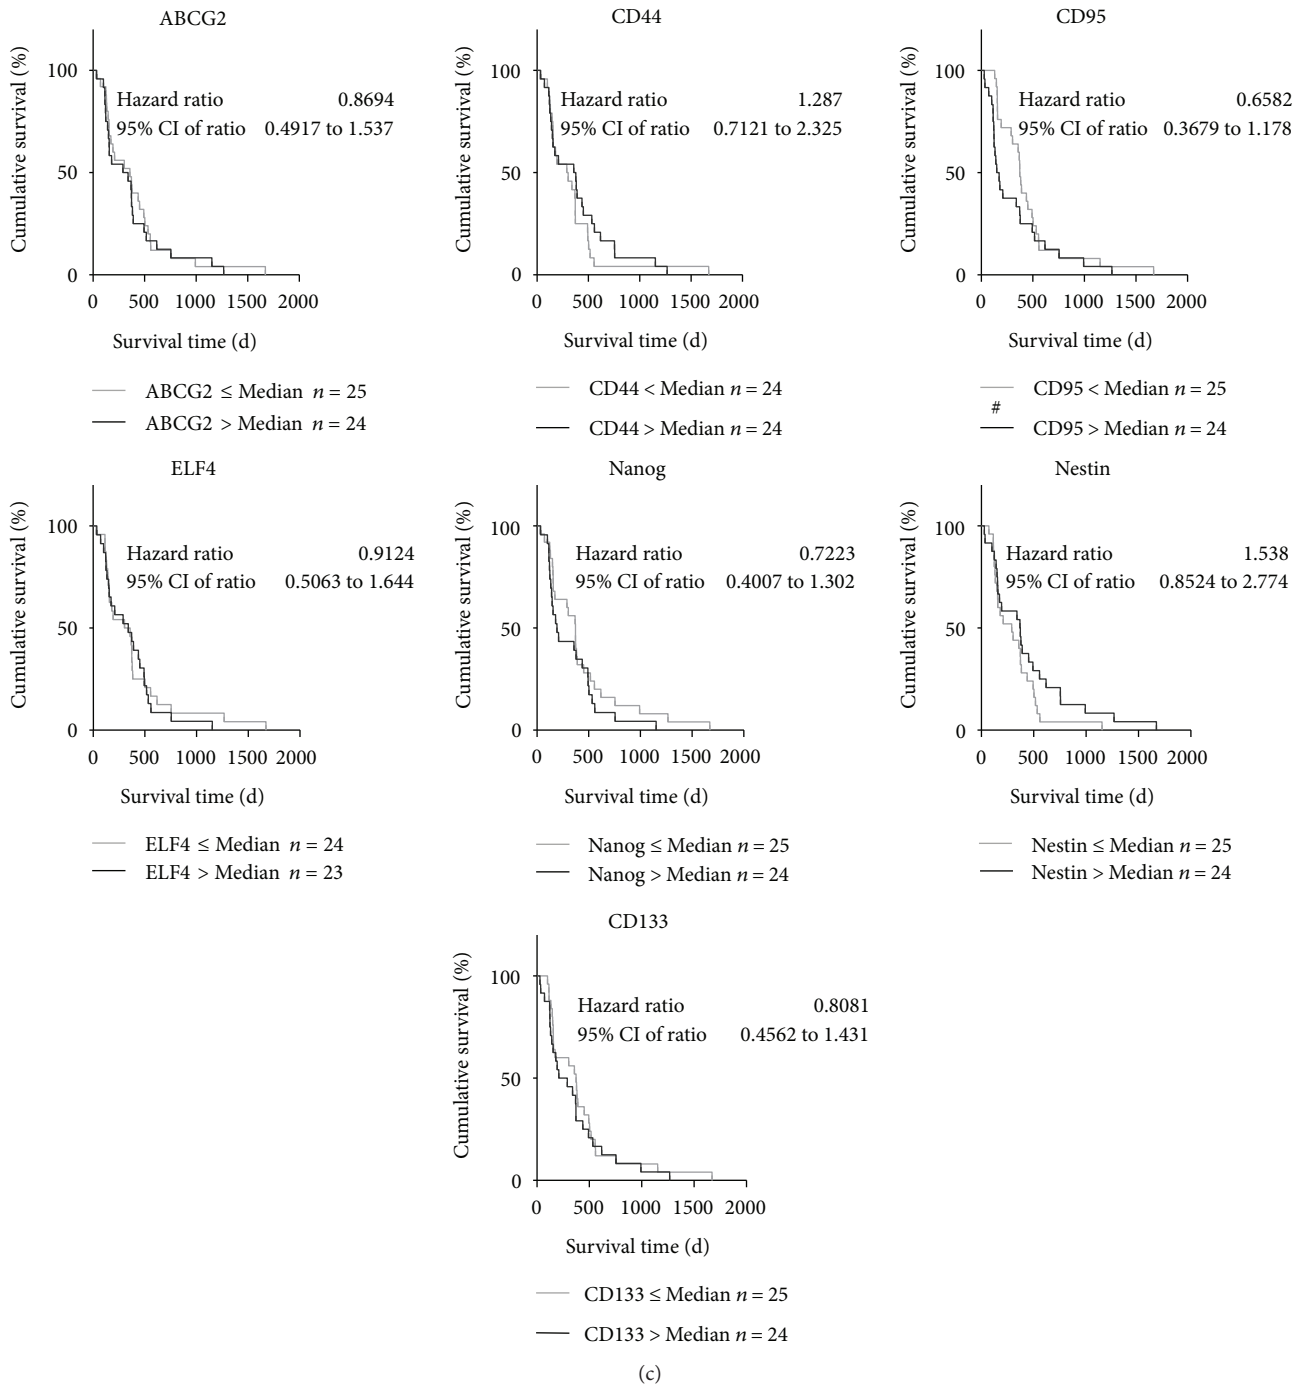 ABCG2
Cumulative survival (%)
100
50
0
Hazard ratio 0.8694
95% CI of ratio 0.4917 to 1.537
0 500 1000 1500 2000
Survival time (d)
ABCG2 ≤ Median n = 25
ABCG2 > Median n = 24
CD44
Cumulative survival (%)
100
50
0
Hazard ratio 1.287
95% CI of ratio 0.7121 to 2.325
0 500 1000 1500 2000
Survival time (d)
CD44 < Median n = 24
CD44 > Median n = 24
CD95
Cumulative survival (%)
100
50
0
Hazard ratio 0.6582
95% CI of ratio 0.3679 to 1.178
0 500 1000 1500 2000
Survival time (d)
CD95 < Median n = 25
#
CD95 > Median n = 24
ELF4
Cumulative survival (%)
100
50
0
Hazard ratio 0.9124
95% CI of ratio 0.5063 to 1.644
0 500 1000 1500 2000
Survival time (d)
ELF4 ≤ Median n = 24
ELF4 > Median n = 23
Nanog
Cumulative survival (%)
100
50
0
Hazard ratio 0.7223
95% CI of ratio 0.4007 to 1.302
0 500 1000 1500 2000
Survival time (d)
Nanog ≤ Median n = 25
Nanog > Median n = 24
Nestin
Cumulative survival (%)
100
50
0
Hazard ratio 1.538
95% CI of ratio 0.8524 to 2.774
0 500 1000 1500 2000
Survival time (d)
Nestin ≤ Median n = 25
Nestin > Median n = 24
CD133
Cumulative survival (%)
100
50
0
Hazard ratio 0.8081
95% CI of ratio 0.4562 to 1.431
0 500 1000 1500 2000
Survival time (d)
CD133 ≤ Median n = 25
CD133 > Median n = 24
(c)